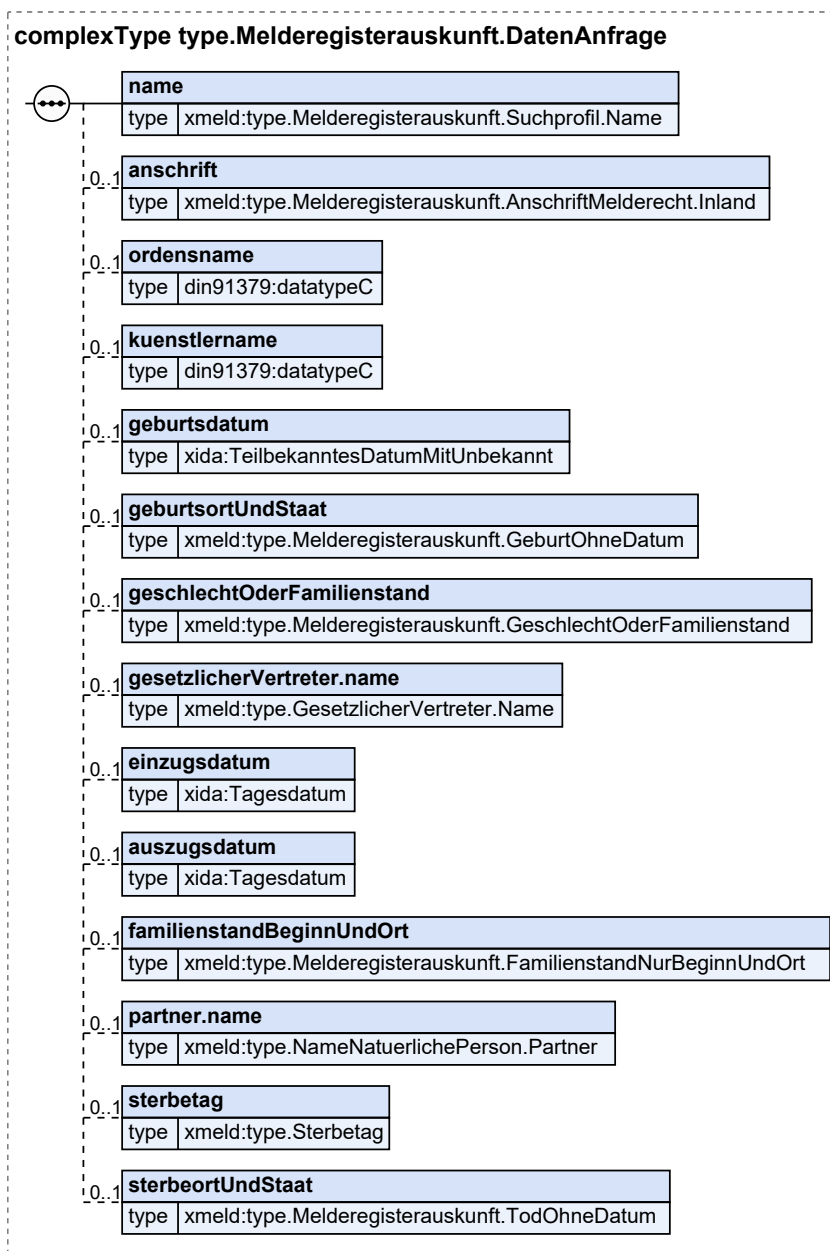 complexType type.Melderegisterauskunft.DatenAnfrage
name
type xmeld:type.Melderegisterauskunft.Suchprofil.Name
0..1 anschrift
type xmeld:type.Melderegisterauskunft.AnschriftMelderecht.Inland
0..1 ordensname
type din91379:datatypeC
0..1 kuenstlername
type din91379:datatypeC
0..1 geburtsdatum
type xida:TeilbekanntesDatumMitUnbekannt
0..1 geburtsortUndStaat
type xmeld:type.Melderegisterauskunft.GeburtOhneDatum
0..1 geschlechtOderFamilienstand
type xmeld:type.Melderegisterauskunft.GeschlechtOderFamilienstand
0..1 gesetzlicherVertreter.name
type xmeld:type.GesetzlicherVertreter.Name
0..1 einzugsdatum
type xida:Tagesdatum
0..1 auszugsdatum
type xida:Tagesdatum
0..1 familienstandBeginnUndOrt
type xmeld:type.Melderegisterauskunft.FamilienstandNurBeginnUndOrt
0..1 partner.name
type xmeld:type.NameNatuerlichePerson.Partner
0..1 sterbetag
type xmeld:type.Sterbetag
0..1 sterbeortUndStaat
type xmeld:type.Melderegisterauskunft.TodOhneDatum